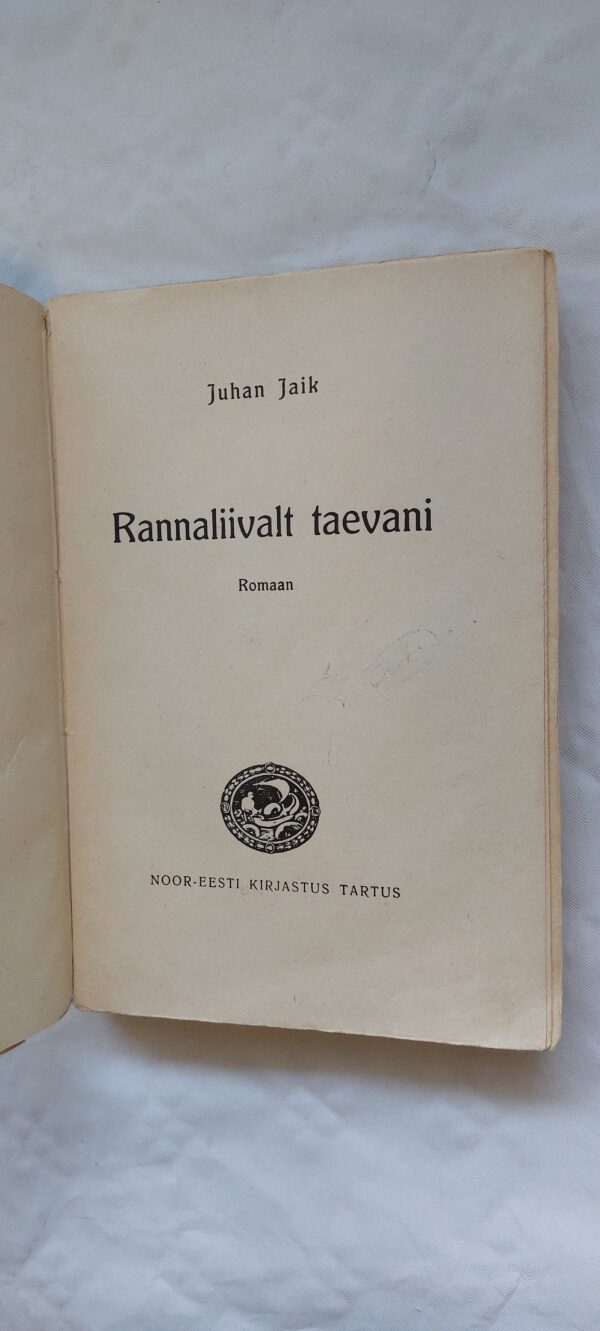 Juhan Jaik
Rannaliivalt taevani
Romaan
NOOR-EESTI KIRJASTUS TARTUS